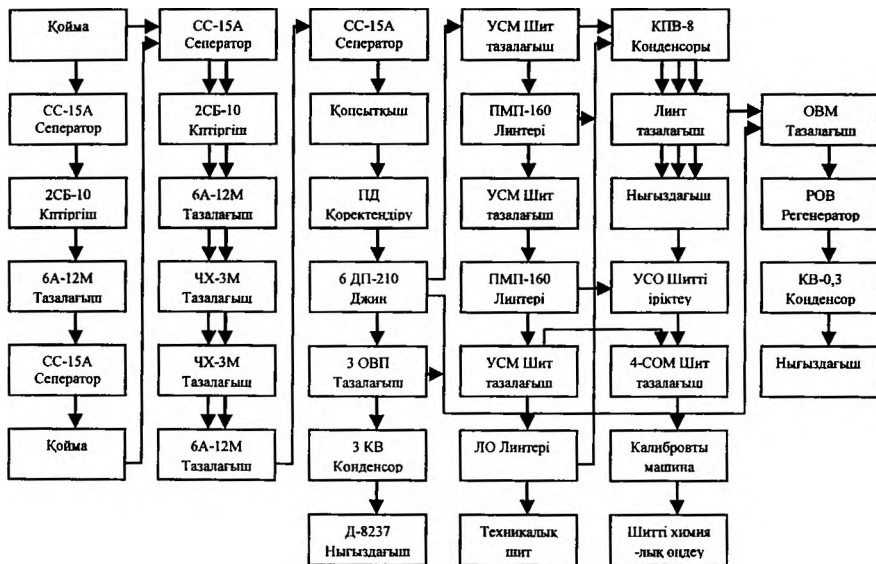 Қойма
СС-15А
Сеператор
2СБ-10
Кптіргіш
6А-12М
Тазалағыш
СС-15А
Сеператор
Қойма
СС-15А
Сеператор
2СБ-10
Кптіргіш
6А-12М
Тазалағыш
ЧХ-3М
Тазалағыш
ЧХ-3М
Тазалағыш
6А-12М
Тазалағыш
СС-15А
Сеператор
Қопсытқыш
ПД
Қоректендіру
6 ДП-210
Джин
3 ОВП
Тазалағыш
3 КВ
Конденсор
Д-8237
Нығыздағыш
УСМ Шит
тазалағыш
ПМП-160
Линтері
УСМ Шит
тазалағыш
ПМП-160
Линтері
УСМ Шит
тазалағыш
ЛО Линтері
Техникалық
шит
КПВ-8
Конденсоры
Линт
тазалағыш
Нығыздағыш
УСО Шитті
іріктеу
4-СОМ Шит
тазалағыш
Калибровты
машина
Шитті химия
-лық өңдеу
ОВМ
Тазалағыш
РОВ
Регенератор
КВ-0,3
Конденсор
Нығыздағыш